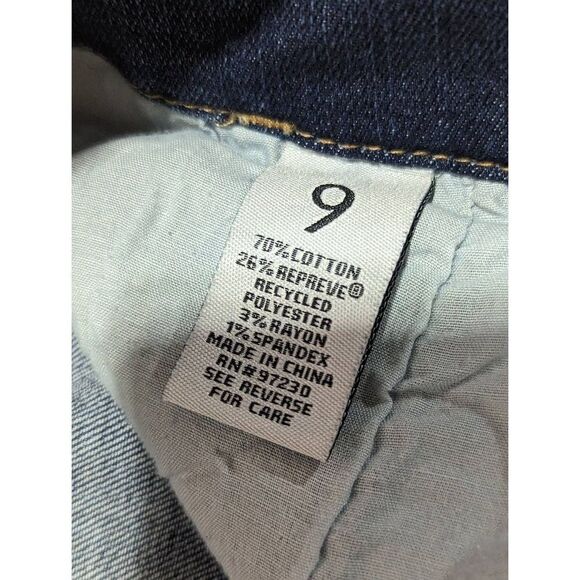 9
70% COTTON
26% REPREVE®
RECYCLED
POLYESTER
3% RAYON
1% SPANDEX
MADE IN CHINA
RN# 97230
SEE REVERSE
FOR CARE